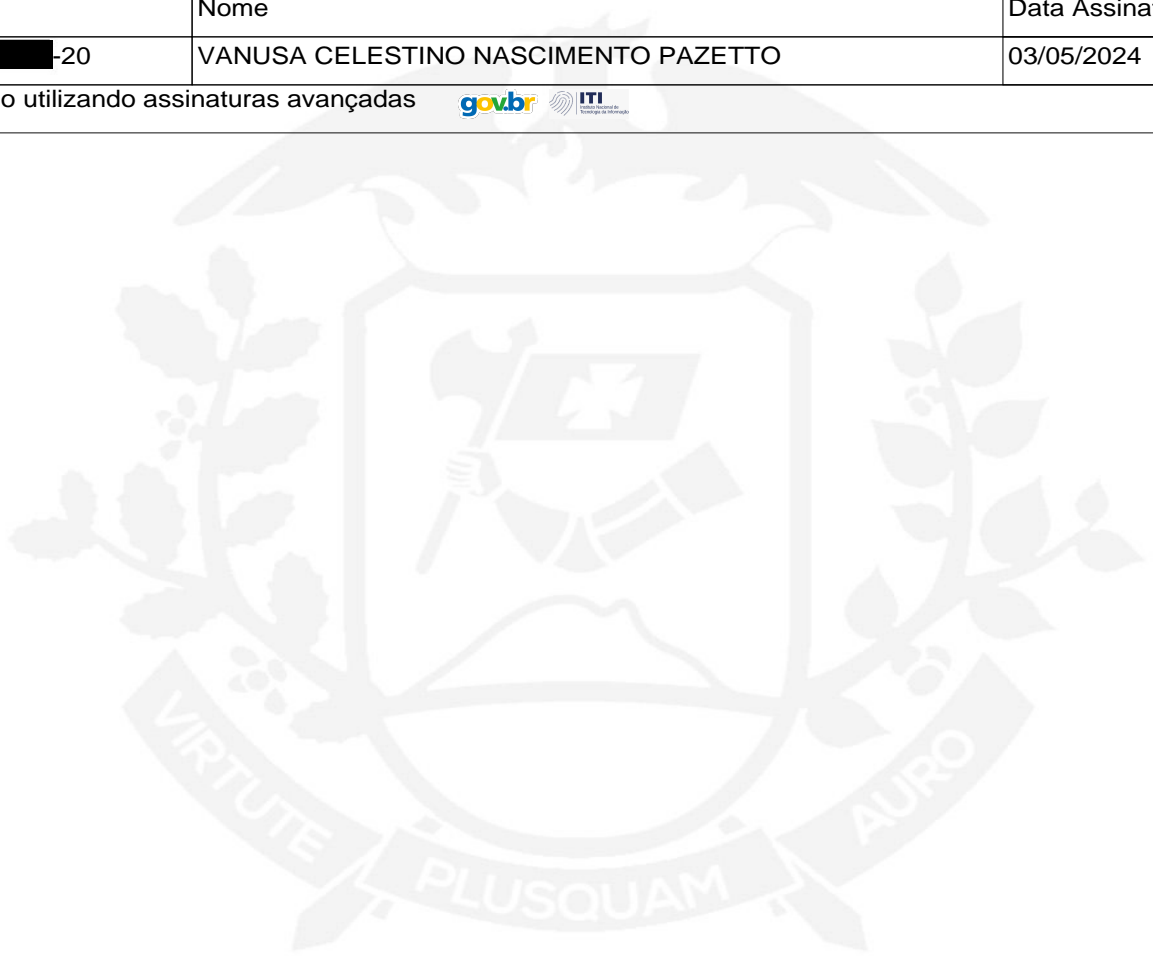 Nome Data Assina
-20 VANUSA CELESTINO NASCIMENTO PAZETTO 03/05/2024
o utilizando assinaturas avançadas gov.br ITI
VIRTUTE PLUSQUAM AURO